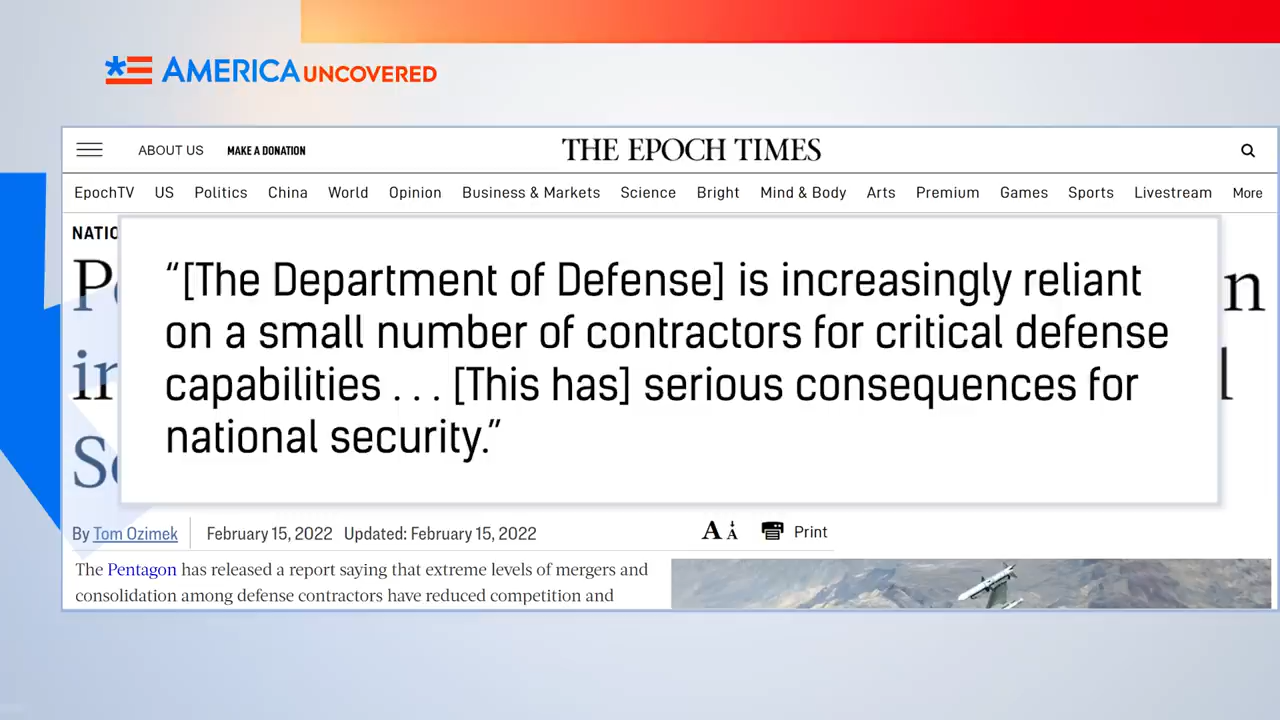 AMERICA UNCOVERED
ABOUT US MAKE A DONATION THE EPOCH TIMES
EpochTV US Politics China World Opinion Business & Markets Science Bright Mind & Body Arts Premium Games Sports Livestream More
“[The Department of Defense] is increasingly reliant
on a small number of contractors for critical defense
capabilities . . . [This has] serious consequences for
national security.”
By Tom Ozimek February 15, 2022 Updated: February 15, 2022 A A Print
The Pentagon has released a report saying that extreme levels of mergers and
consolidation among defense contractors have reduced competition and